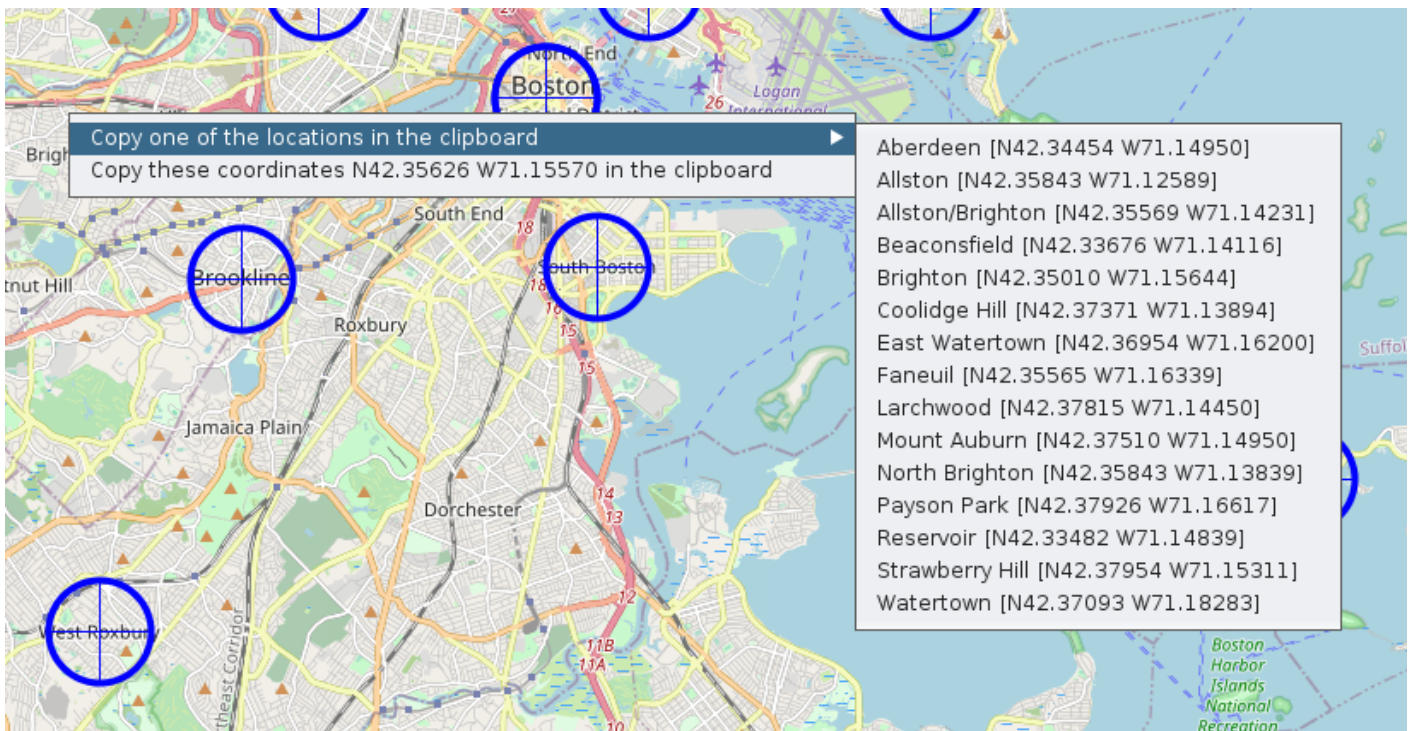 27
North End
Boston
Logan
International
26
Copy one of the locations in the clipboard
Copy these coordinates N42.35626 W71.15570 in the clipboard
Aberdeen [N42.34454 W71.14950]
Allston [N42.35843 W71.12589]
Allston/Brighton [N42.35569 W71.14231]
Beaconsfield [N42.33676 W71.14116]
Brighton [N42.35010 W71.15644]
Coolidge Hill [N42.37371 W71.13894]
East Watertown [N42.36954 W71.16200]
Faneuil [N42.35565 W71.16339]
Larchwood [N42.37815 W71.14450]
Mount Auburn [N42.37510 W71.14950]
North Brighton [N42.35843 W71.13839]
Payson Park [N42.37926 W71.16617]
Reservoir [N42.33482 W71.14839]
Strawberry Hill [N42.37954 W71.15311]
Watertown [N42.37093 W71.18283]
Brigh
South End
18
South Boston
Brookline
tnut Hill
18
16
Roxbury
15
15
Suffol
Jamaica Plain
14
Dorchester
13
12
West Roxbury
11B
11A
theast Corridor
10
Boston
Harbor
Islands
National
Recreation